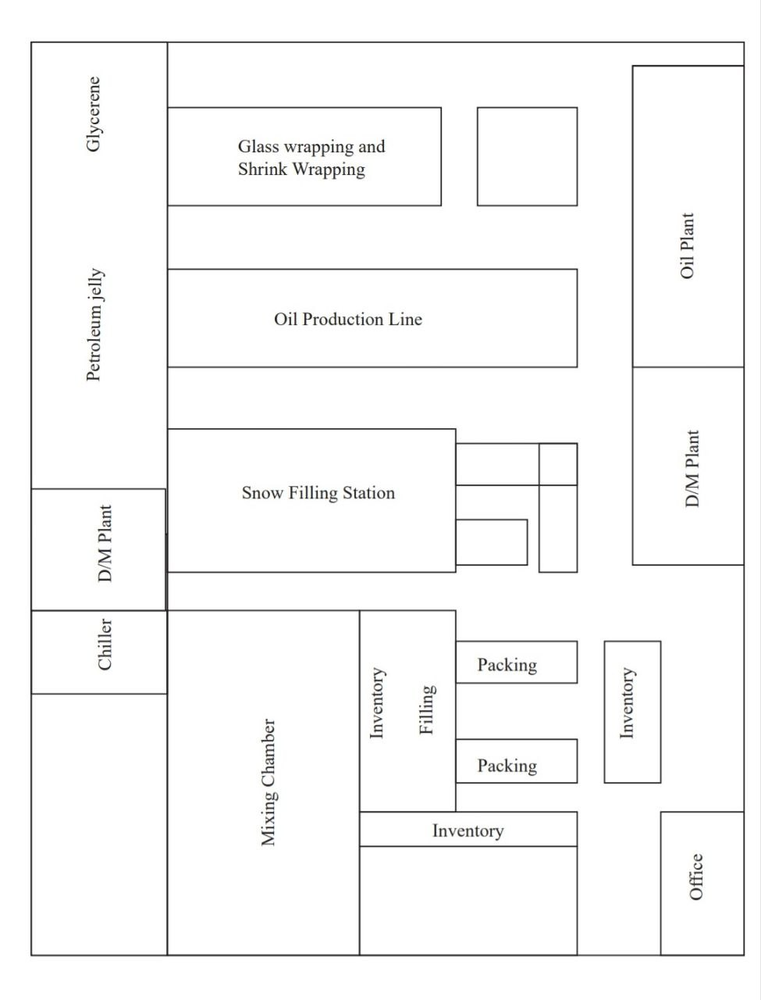 Glycerene
Glass wrapping and
Shrink Wrapping
Oil Plant
Petroleum jelly
Oil Production Line
D/M Plant
Snow Filling Station
D/M Plant
Chiller
Mixing Chamber
Inventory
Filling
Packing
Inventory
Packing
Inventory
Office